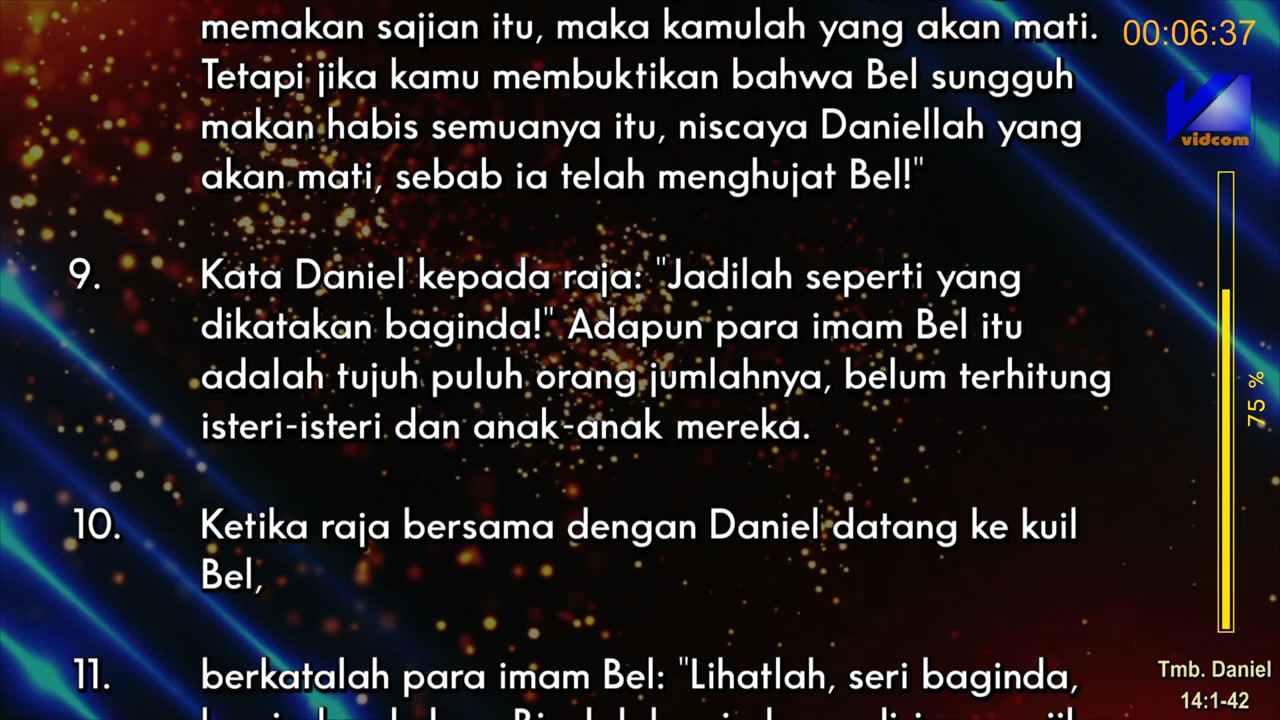 memakan sajian itu, maka kamulah yang akan mati.
Tetapi jika kamu membuktikan bahwa Bel sungguh
makan habis semuanya itu, niscaya Daniellah yang
akan mati, sebab ia telah menghujat Bel!"
9. Kata Daniel kepada raja: "Jadilah seperti yang
dikatakan baginda!" Adapun para imam Bel itu
adalah tujuh puluh orang jumlahnya, belum terhitung
isteri-isteri dan anak-anak mereka.
10. Ketika raja bersama dengan Daniel datang ke kuil
Bel,
11. berkatalah para imam Bel: "Lihatlah, seri baginda,
00:06:37
vidcom
75 %
Tmb. Daniel
14:1-42